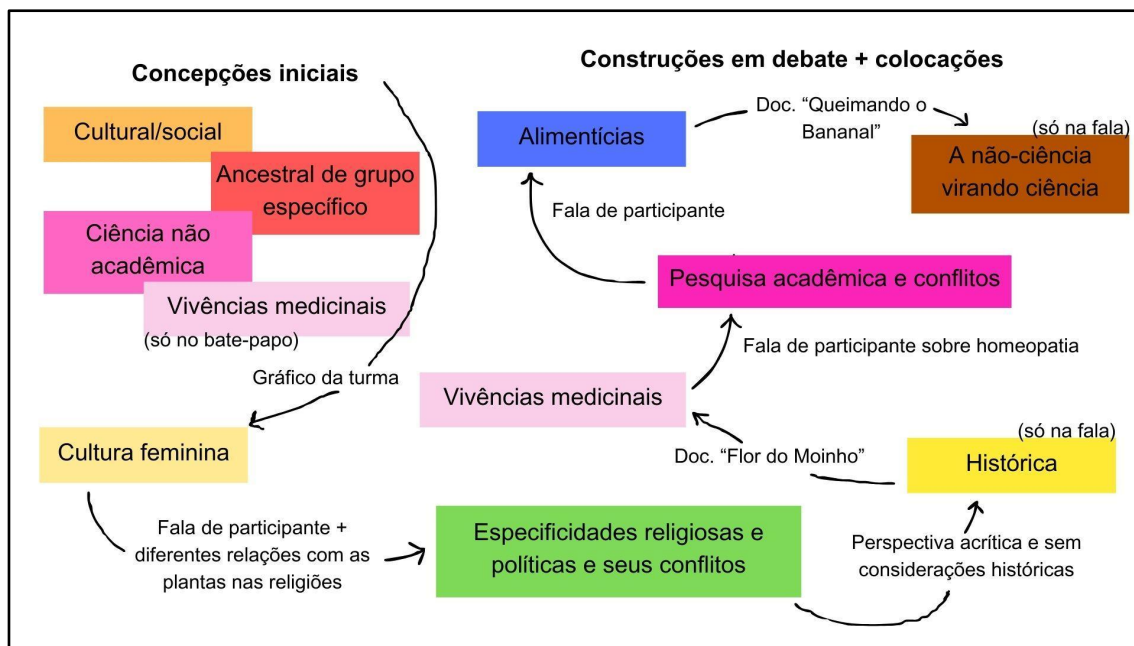 Concepções iniciais
Cultural/social
Ancestral de grupo
específico
Ciência não
acadêmica
Vivências medicinais
(só no bate-papo)
Gráfico da turma
Cultura feminina
Fala de participante +
diferentes relações com as
plantas nas religiões
Especificidades religiosas e
políticas e seus conflitos
Perspectiva acrítica e sem
considerações históricas
(só na fala)
Histórica
Doc. “Flor do Moinho”
Vivências medicinais
Fala de participante sobre homeopatia
Pesquisa acadêmica e conflitos
Fala de participante
Construções em debate + colocações
Alimentícias
Doc. “Queimando o
Bananal”
(só na fala)
A não-ciência
virando ciência